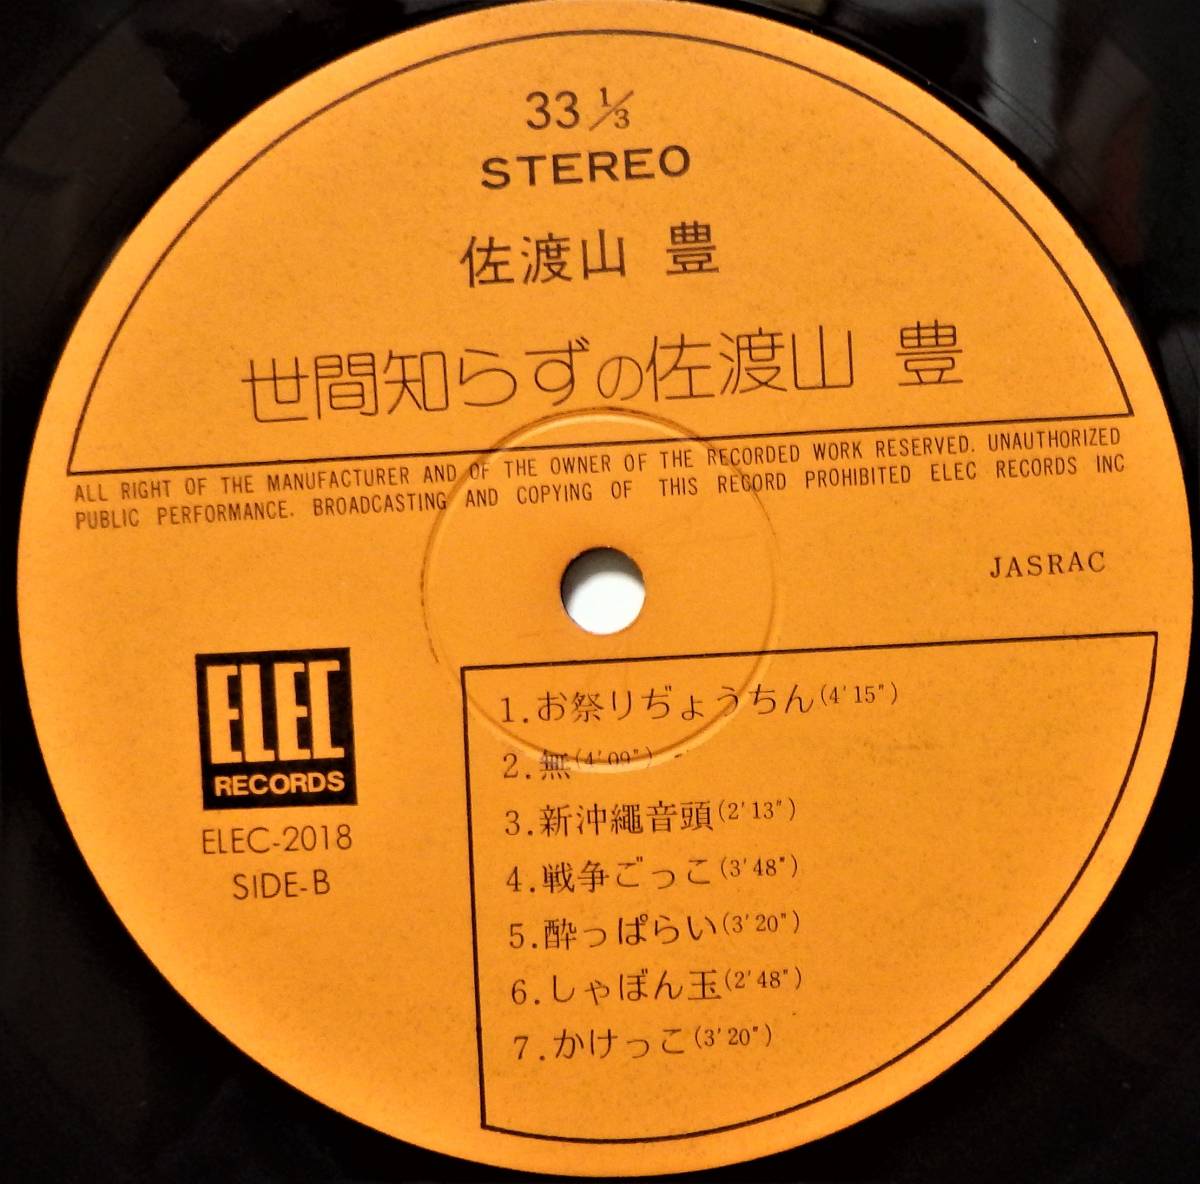 33 1/3
STEREO
佐渡山 豊
世間知らずの佐渡山 豊
ALL RIGHT OF THE MANUFACTURER AND OF THE OWNER OF THE RECORDED WORK RESERVED. UNAUTHORIZED
PUBLIC PERFORMANCE. BROADCASTING AND COPYING OF THIS RECORD PROHIBITED ELEC RECORDS INC
JASRAC
ELEC
RECORDS
ELEC-2018
SIDE-B
1.お祭りぢょうちん(4'15")
2.無(4'09")
3.新沖繩音頭(2'13")
4.戦争ごっこ(3'48")
5.酔っぱらい(3'20")
6.しゃぼん玉(2'48")
7.かけっこ(3'20")